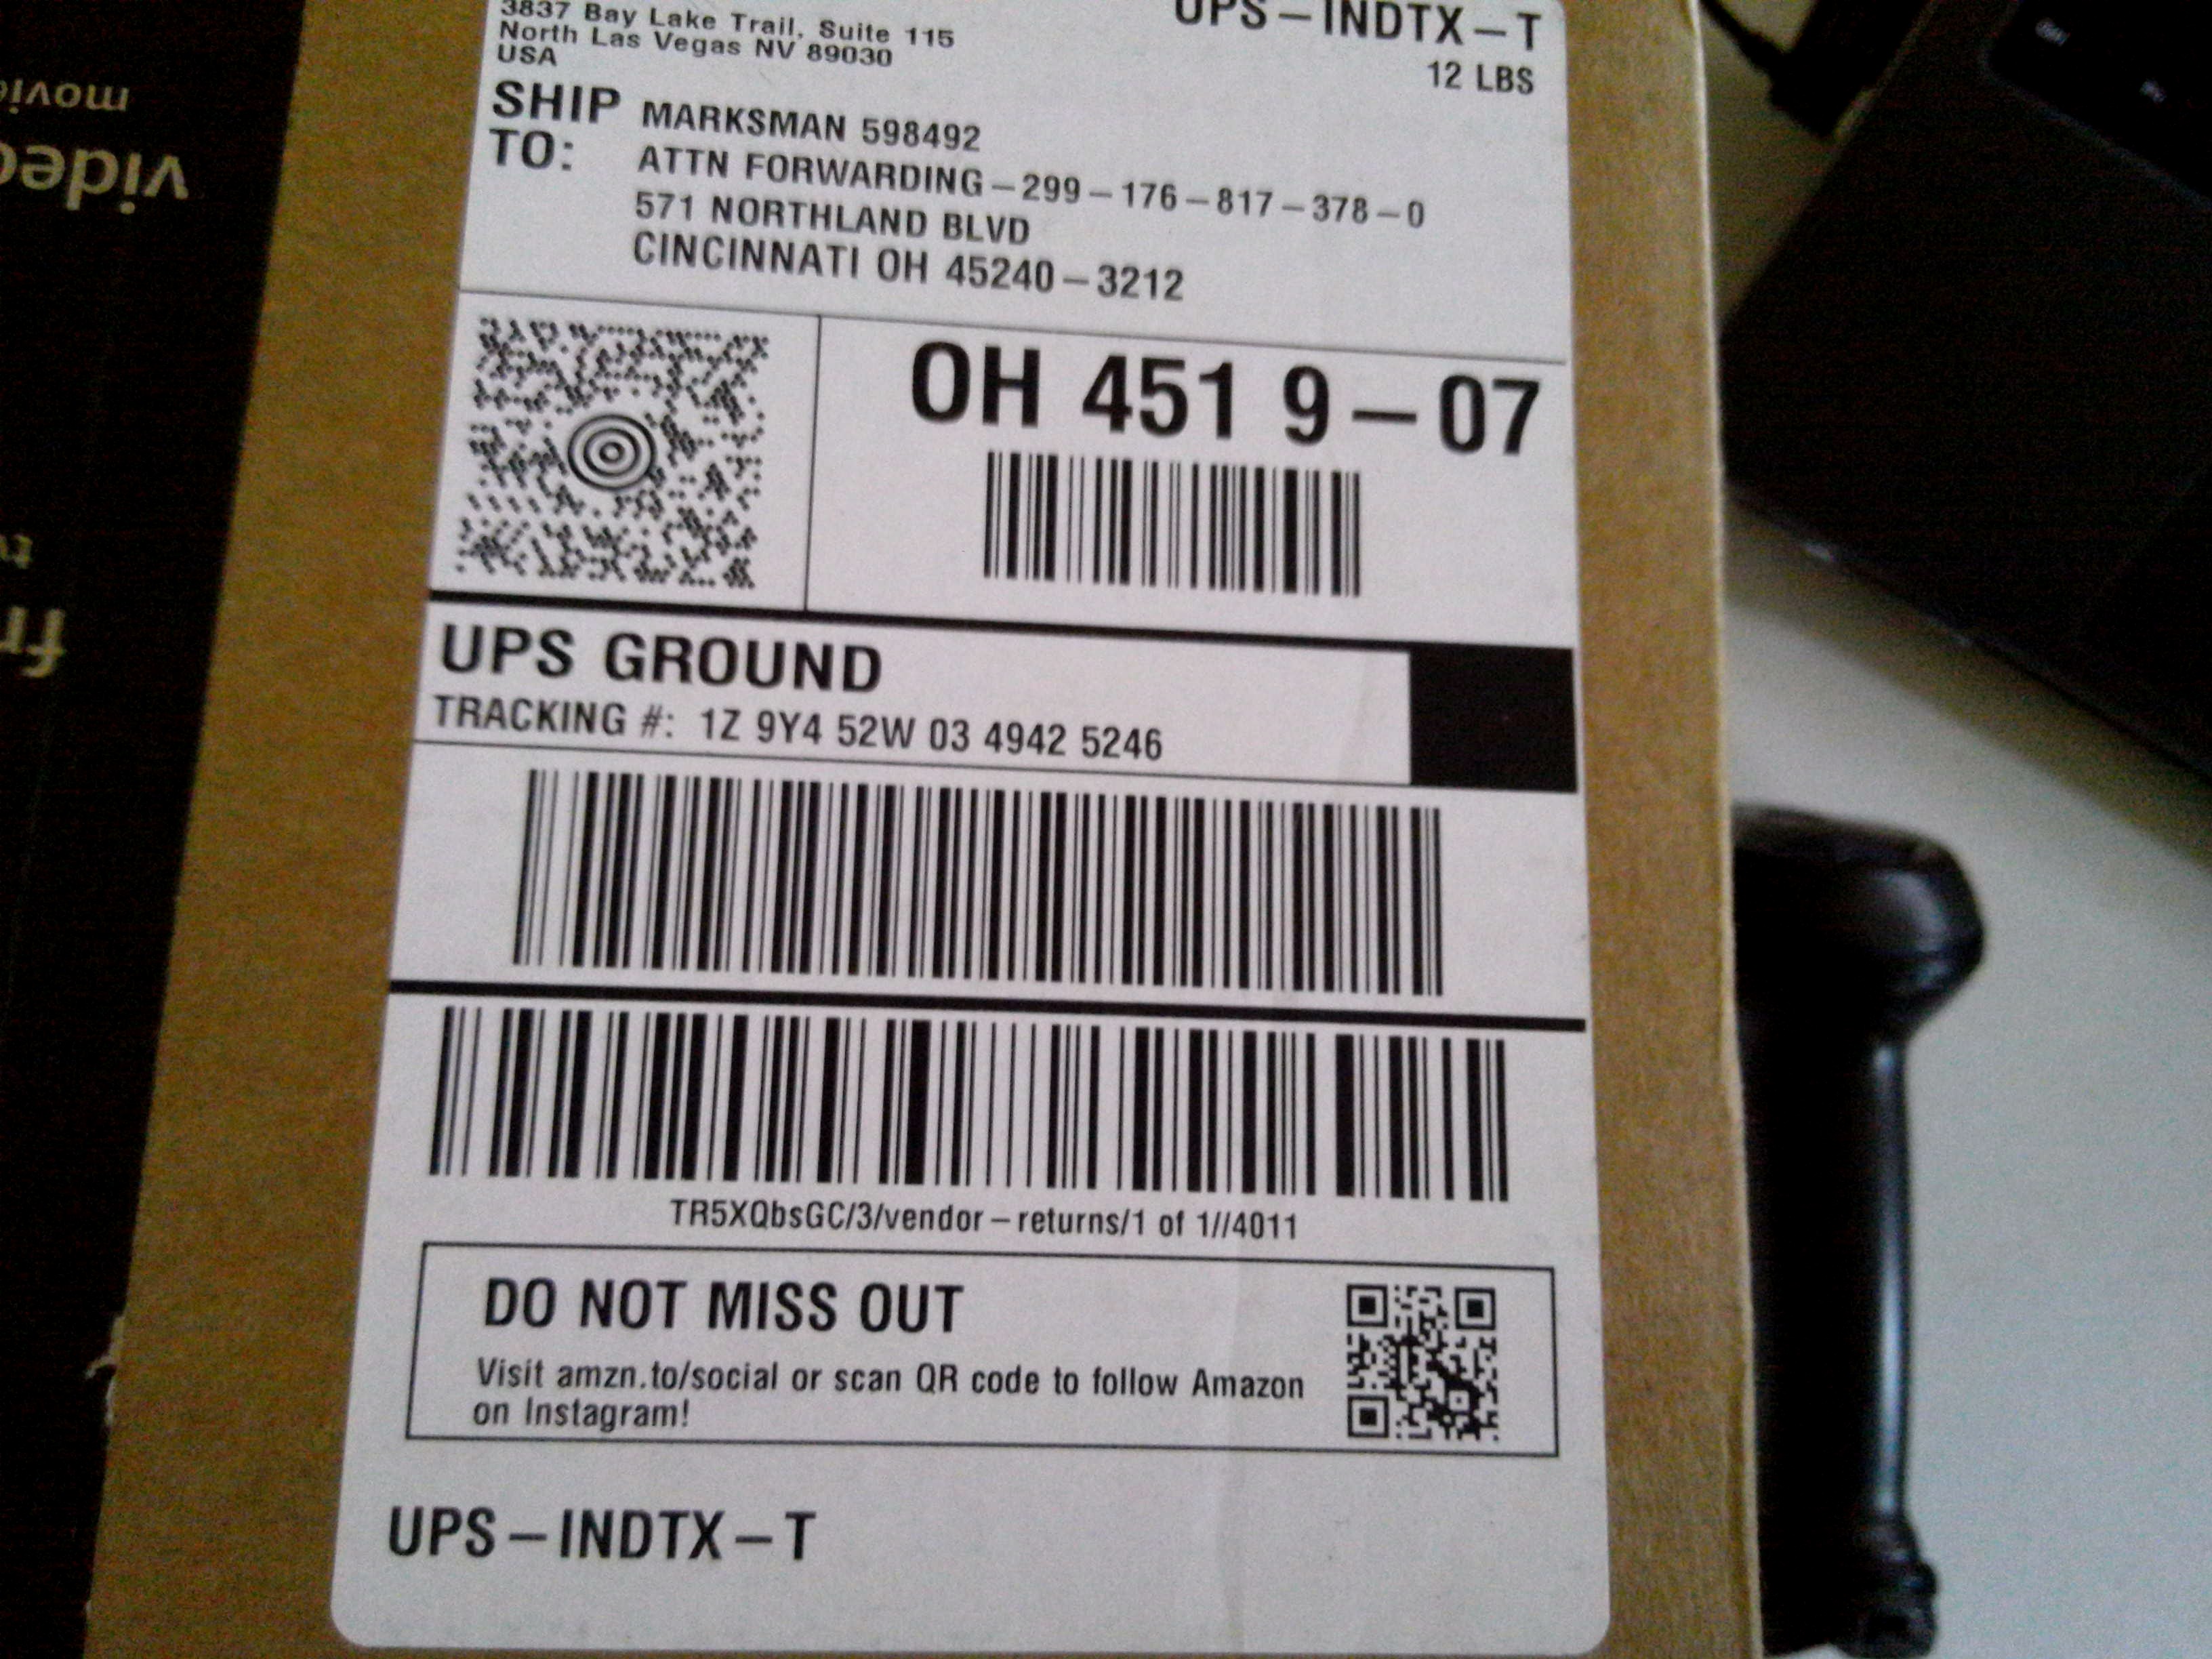 3837 Bay Lake Trail, Suite 115
North Las Vegas NV 89030
USA
UPS-INDTX-T
12 LBS
SHIP TO:
MARKSMAN 598492
ATTN FORWARDING-299-176-817-378-0
571 NORTHLAND BLVD
CINCINNATI OH 45240-3212
OH 451 9-07
UPS GROUND
TRACKING #: 1Z 9Y4 52W 03 4942 5246
TR5XQbsGC/3/vendor-returns/1 of 1//4011
DO NOT MISS OUT
Visit amzn.to/social or scan QR code to follow Amazon
on Instagram!
UPS-INDTX-T
movie
video
tv
fr